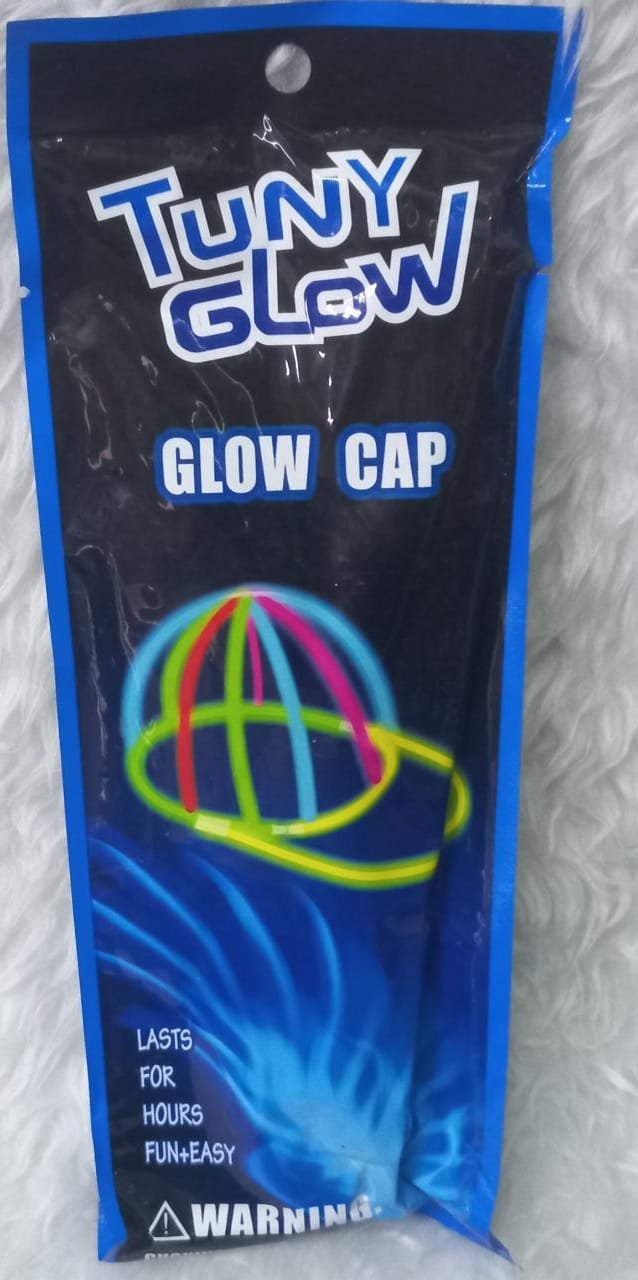 TUNY
GLOW
GLOW CAP
LASTS
FOR
HOURS
FUN+EASY
WARNING